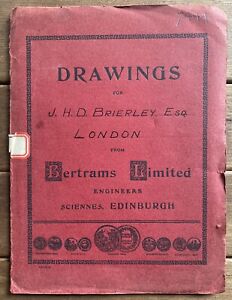 DRAWINGS
FOR
J. H. D. BRIERLEY, ESQ
LONDON
FROM
Bertrams Limited
ENGINEERS
SCIENNES, EDINBURGH